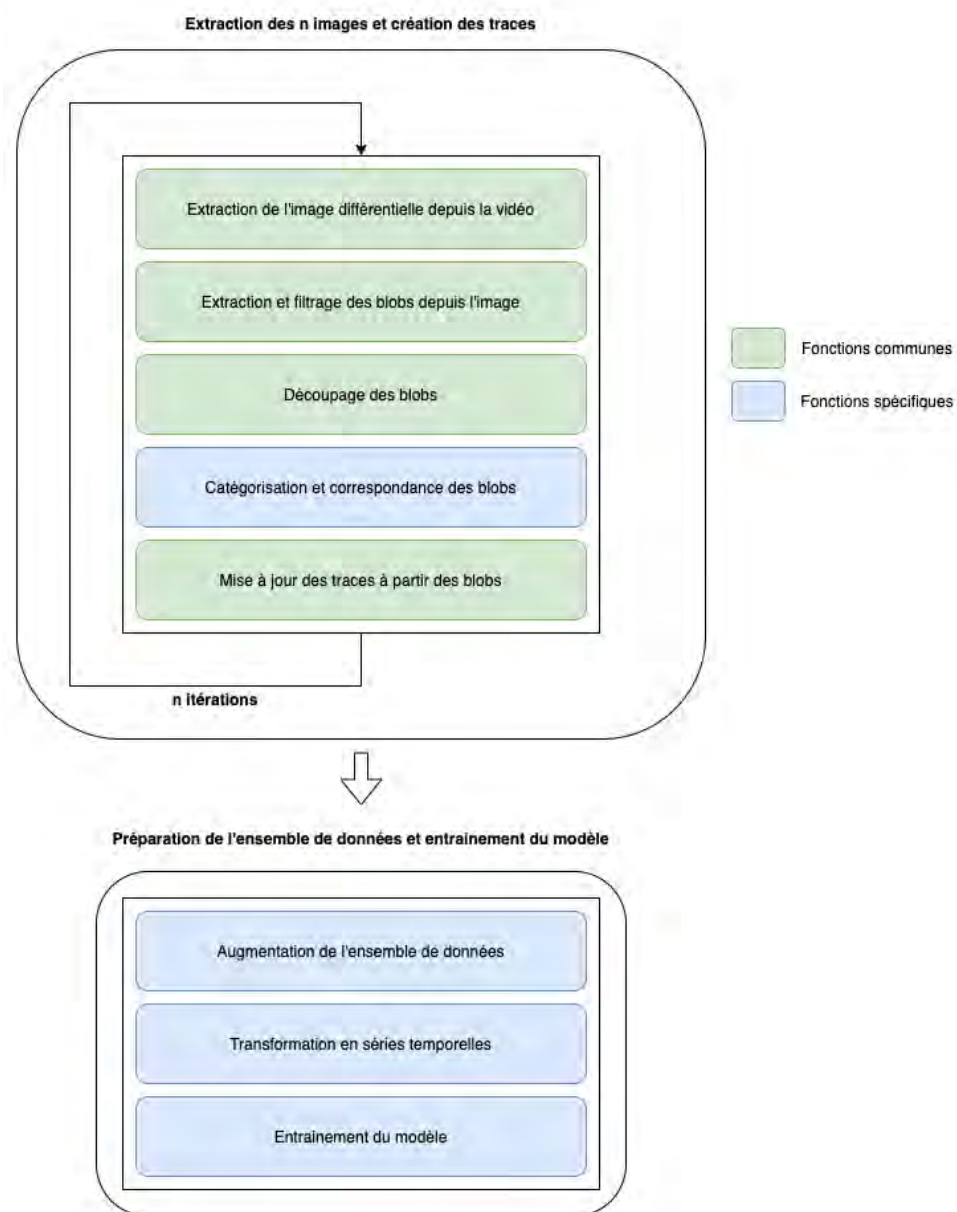 Extraction des n images et création des traces
Extraction de l'image différentielle depuis la vidéo
Extraction et filtrage des blobs depuis l'image
Découpage des blobs
Catégorisation et correspondance des blobs
Mise à jour des traces à partir des blobs
n itérations
Fonctions communes
Fonctions spécifiques
Préparation de l'ensemble de données et entrainement du modèle
Augmentation de l'ensemble de données
Transformation en séries temporelles
Entrainement du modèle